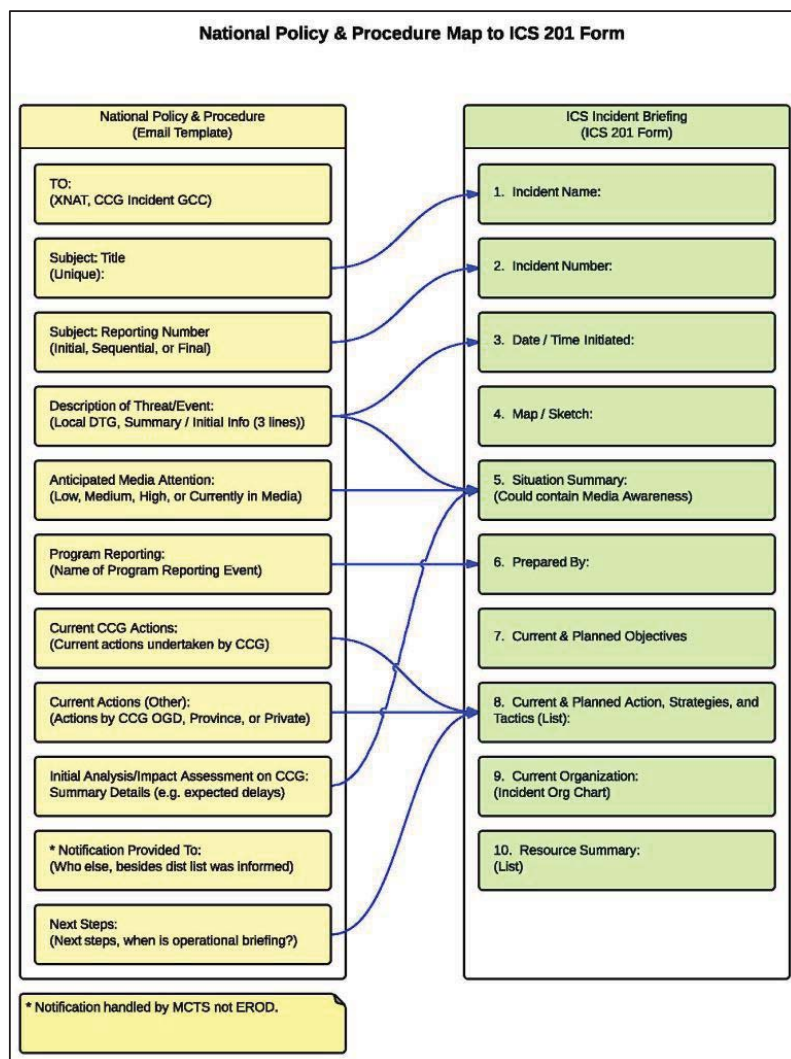 National Policy & Procedure Map to ICS 201 Form
National Policy & Procedure
(Email Template)
TO:
(XNAT, CCG Incident GCC)
Subject: Title
(Unique):
Subject: Reporting Number
(Initial, Sequential, or Final)
Description of Threat/Event:
(Local DTG, Summary / Initial Info (3 lines))
Anticipated Media Attention:
(Low, Medium, High, or Currently in Media)
Program Reporting:
(Name of Program Reporting Event)
Current CCG Actions:
(Current actions undertaken by CCG)
Current Actions (Other):
(Actions by CCG OGD, Province, or Private)
Initial Analysis/Impact Assessment on CCG:
Summary Details (e.g. expected delays)
* Notification Provided To:
(Who else, besides dist list was informed)
Next Steps:
(Next steps, when is operational briefing?)
* Notification handled by MCTS not EROD.
ICS Incident Briefing
(ICS 201 Form)
1. Incident Name:
2. Incident Number:
3. Date / Time Initiated:
4. Map / Sketch:
5. Situation Summary:
(Could contain Media Awareness)
6. Prepared By:
7. Current & Planned Objectives
8. Current & Planned Action, Strategies, and
Tactics (List):
9. Current Organization:
(Incident Org Chart)
10. Resource Summary:
(List)